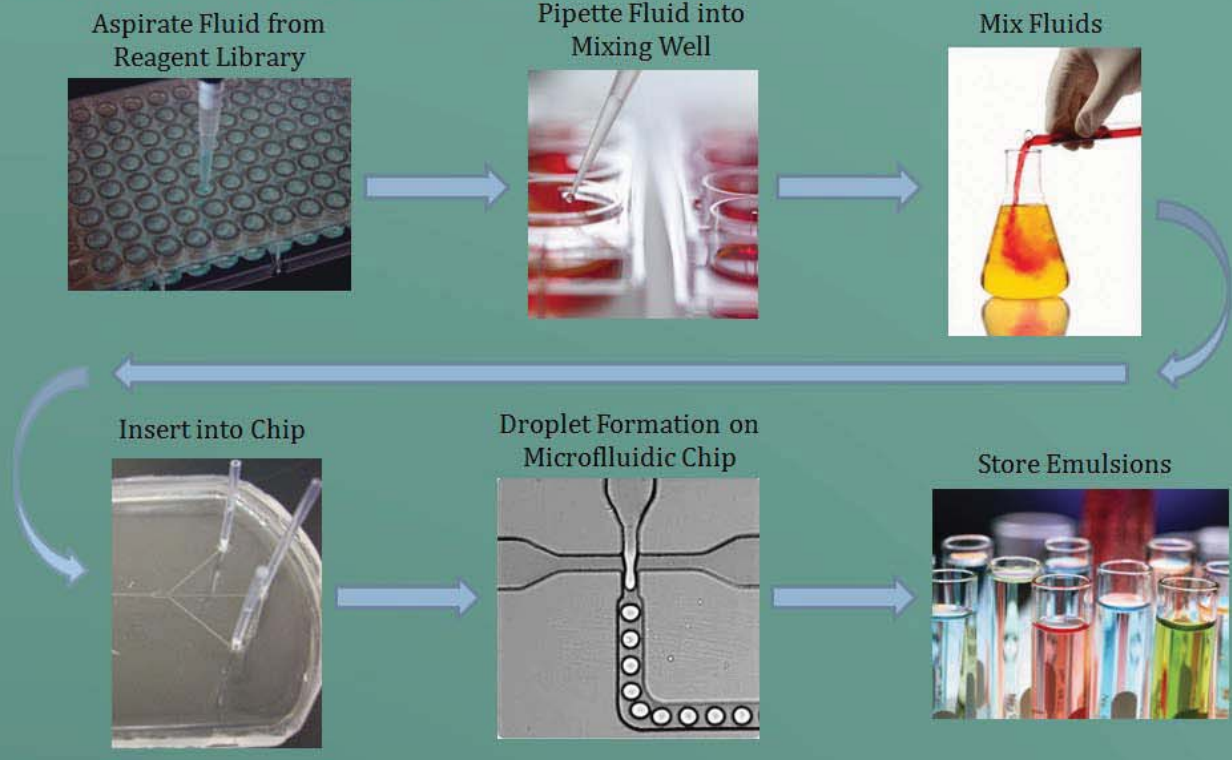 Aspirate Fluid from
Reagent Library
Pipette Fluid into
Mixing Well
Mix Fluids
Insert into Chip
Droplet Formation on
Microflluidic Chip
Store Emulsions